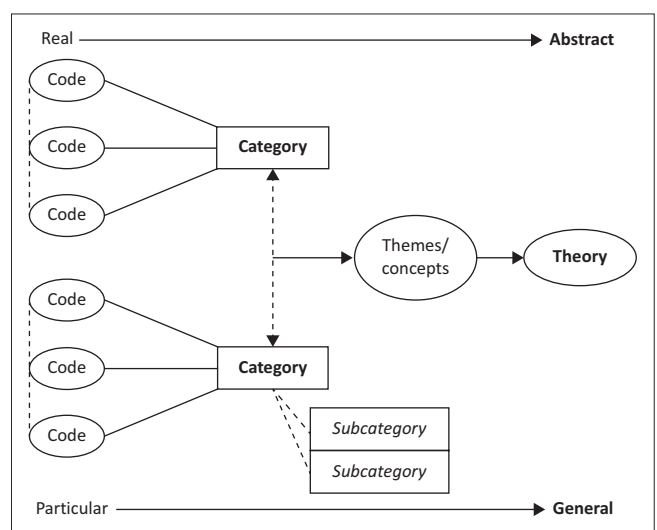 Real Abstract
Code
Code
Category
Code
Themes/
concepts
Theory
Code
Code
Category
Code
Subcategory
Subcategory
Particular General